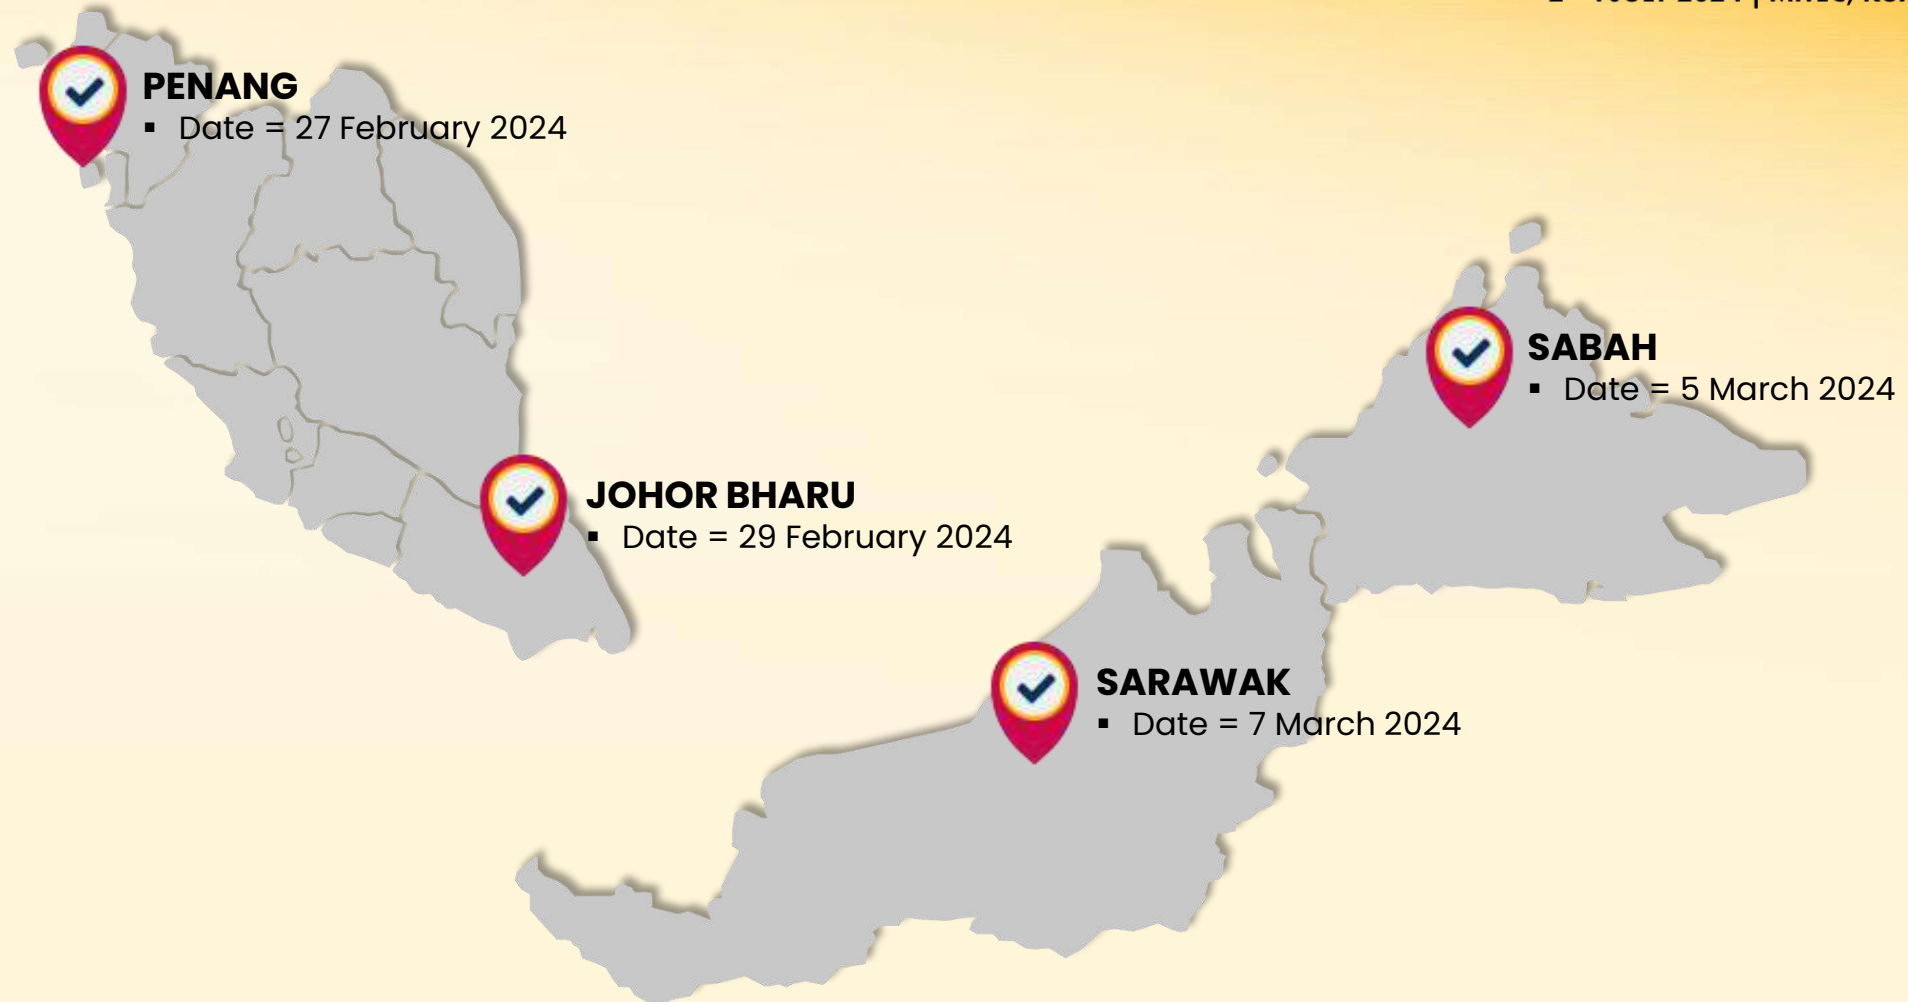 2024 |
PENANG
▪ Date = 27 February 2024
SABAH
▪ Date = 5 March 2024
JOHOR BHARU
▪ Date = 29 February 2024
SARAWAK
▪ Date = 7 March 2024